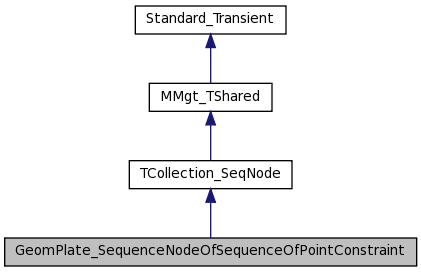 Standard_Transient
MMgt_TShared
TCollection_SeqNode
GeomPlate_SequenceNodeOfSequenceOfPointConstraint